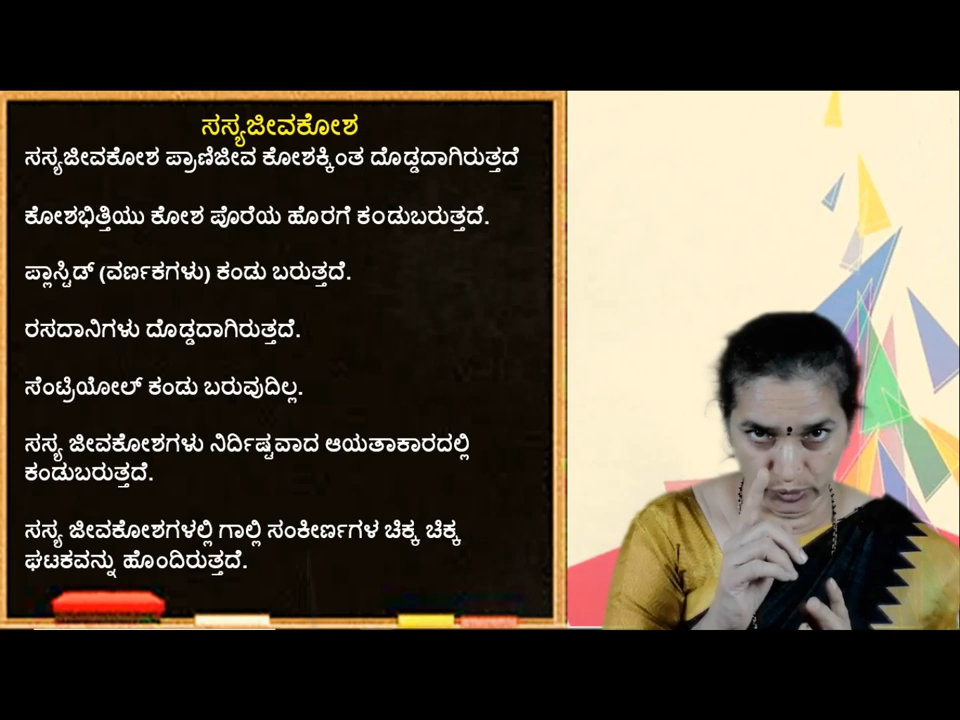 ಸಸ್ಯಜೀವಕೋಶ
ಸಸ್ಯಜೀವಕೋಶ ಪ್ರಾಣಿಜೀವ ಕೋಶಕ್ಕಿಂತ ದೊಡ್ಡದಾಗಿರುತ್ತದೆ
ಕೋಶಭಿತ್ತಿಯು ಕೋಶ ಪೊರೆಯ ಹೊರಗೆ ಕಂಡುಬರುತ್ತದೆ.
ಪ್ಲಾಸ್ಟಿಡ್ (ವರ್ಣಕಗಳು) ಕಂಡು ಬರುತ್ತದೆ.
ರಸದಾನಿಗಳು ದೊಡ್ಡದಾಗಿರುತ್ತದೆ.
ಸೆಂಟ್ರಿಯೋಲ್ ಕಂಡು ಬರುವುದಿಲ್ಲ.
ಸಸ್ಯ ಜೀವಕೋಶಗಳು ನಿರ್ದಿಷ್ಟವಾದ ಆಯತಾಕಾರದಲ್ಲಿ
ಕಂಡುಬರುತ್ತದೆ.
ಸಸ್ಯ ಜೀವಕೋಶಗಳಲ್ಲಿ ಗಾಲ್ಗಿ ಸಂಕೀರ್ಣಗಳ ಚಿಕ್ಕ ಚಿಕ್ಕ
ಘಟಕವನ್ನು ಹೊಂದಿರುತ್ತದೆ.